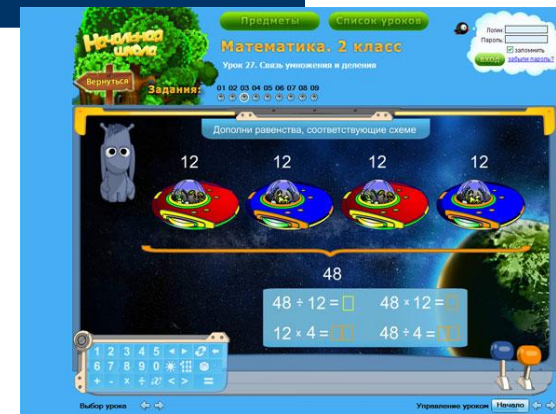 Начальная школа
Предметы
Список уроков
Логин:
Пароль:
запомнить
ВХОД
забыли пароль?
Математика. 2 класс
Урок 27. Связь умножения и деления
Вернуться
Задания:
01 02 03 04 05 06 07 08 09
Дополни равенства, соответствующие схеме
12 12 12 12
48
48 ÷ 12 =
48 × 12 =
12 × 4 =
48 ÷ 4 =
1 2 3 4 5
6 7 8 9 0
+ - × ÷ x < > =
Выбор урока
Управление уроком
Начало